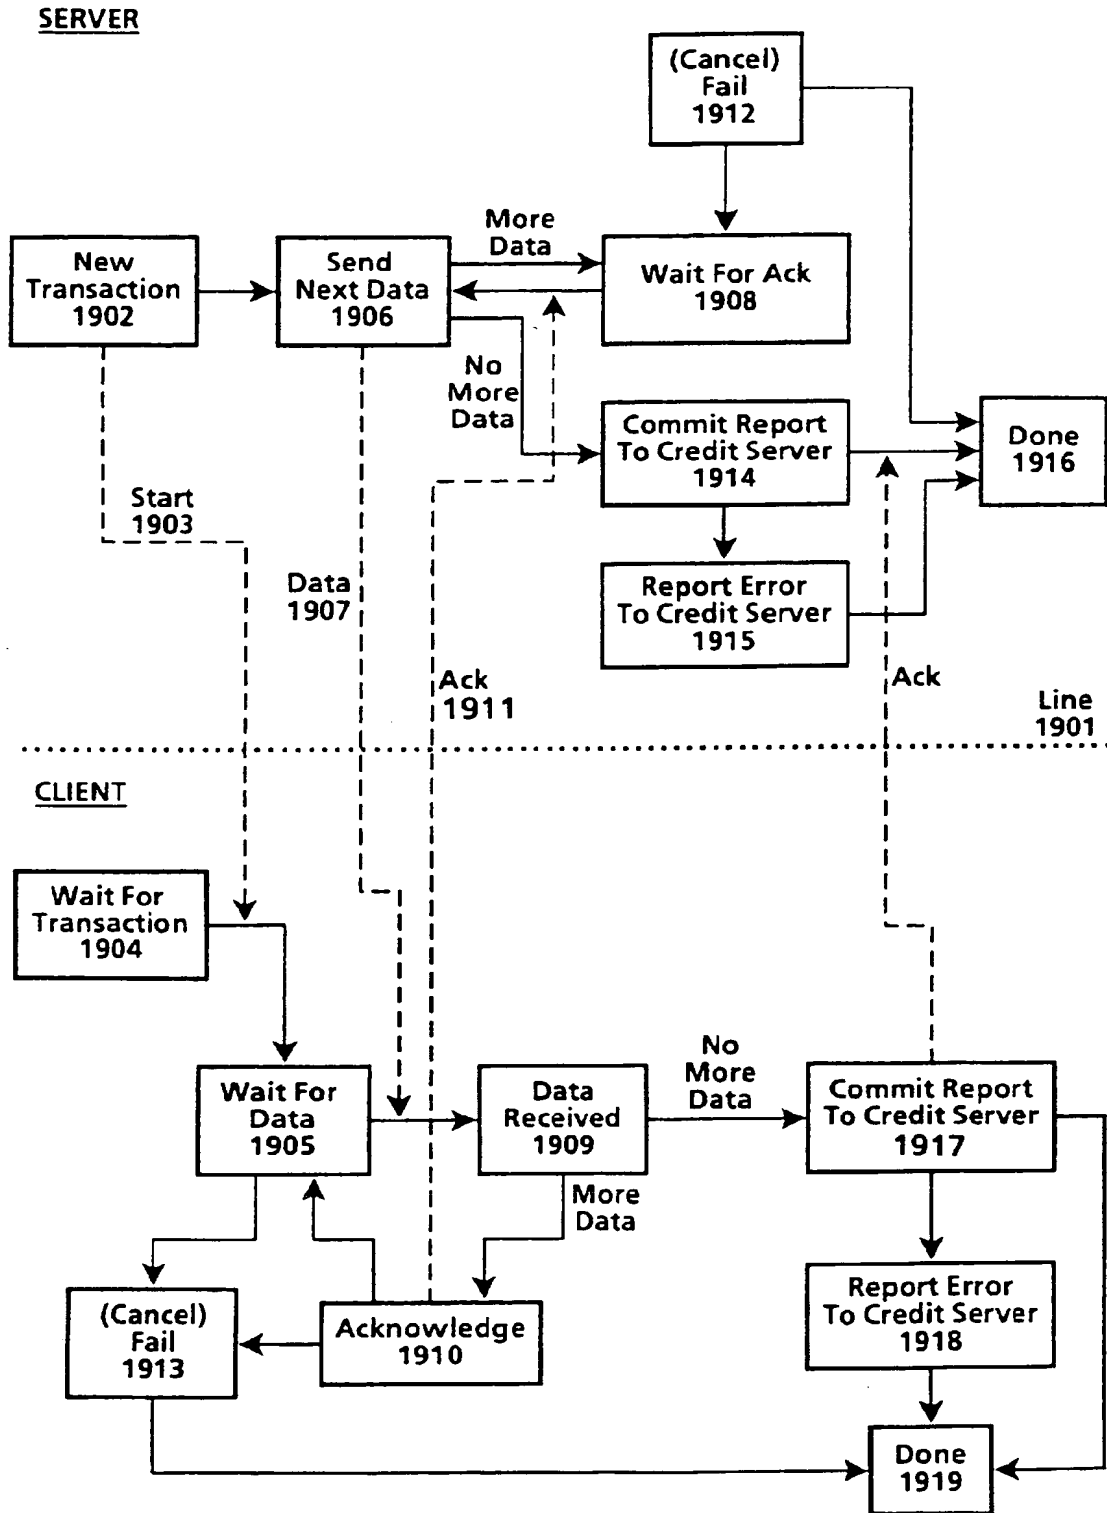 SERVER
(Cancel)
Fail
1912
More
Data
New
Transaction
1902
Send
Next Data
1906
Wait For Ack
1908
No
More
Data
Commit Report
To Credit Server
1914
Done
1916
Start
1903
Data
1907
Report Error
To Credit Server
1915
Ack
1911
Ack
Line
1901
CLIENT
Wait For
Transaction
1904
Wait For
Data
1905
Data
Received
1909
No
More
Data
Commit Report
To Credit Server
1917
More
Data
(Cancel)
Fail
1913
Acknowledge
1910
Report Error
To Credit Server
1918
Done
1919